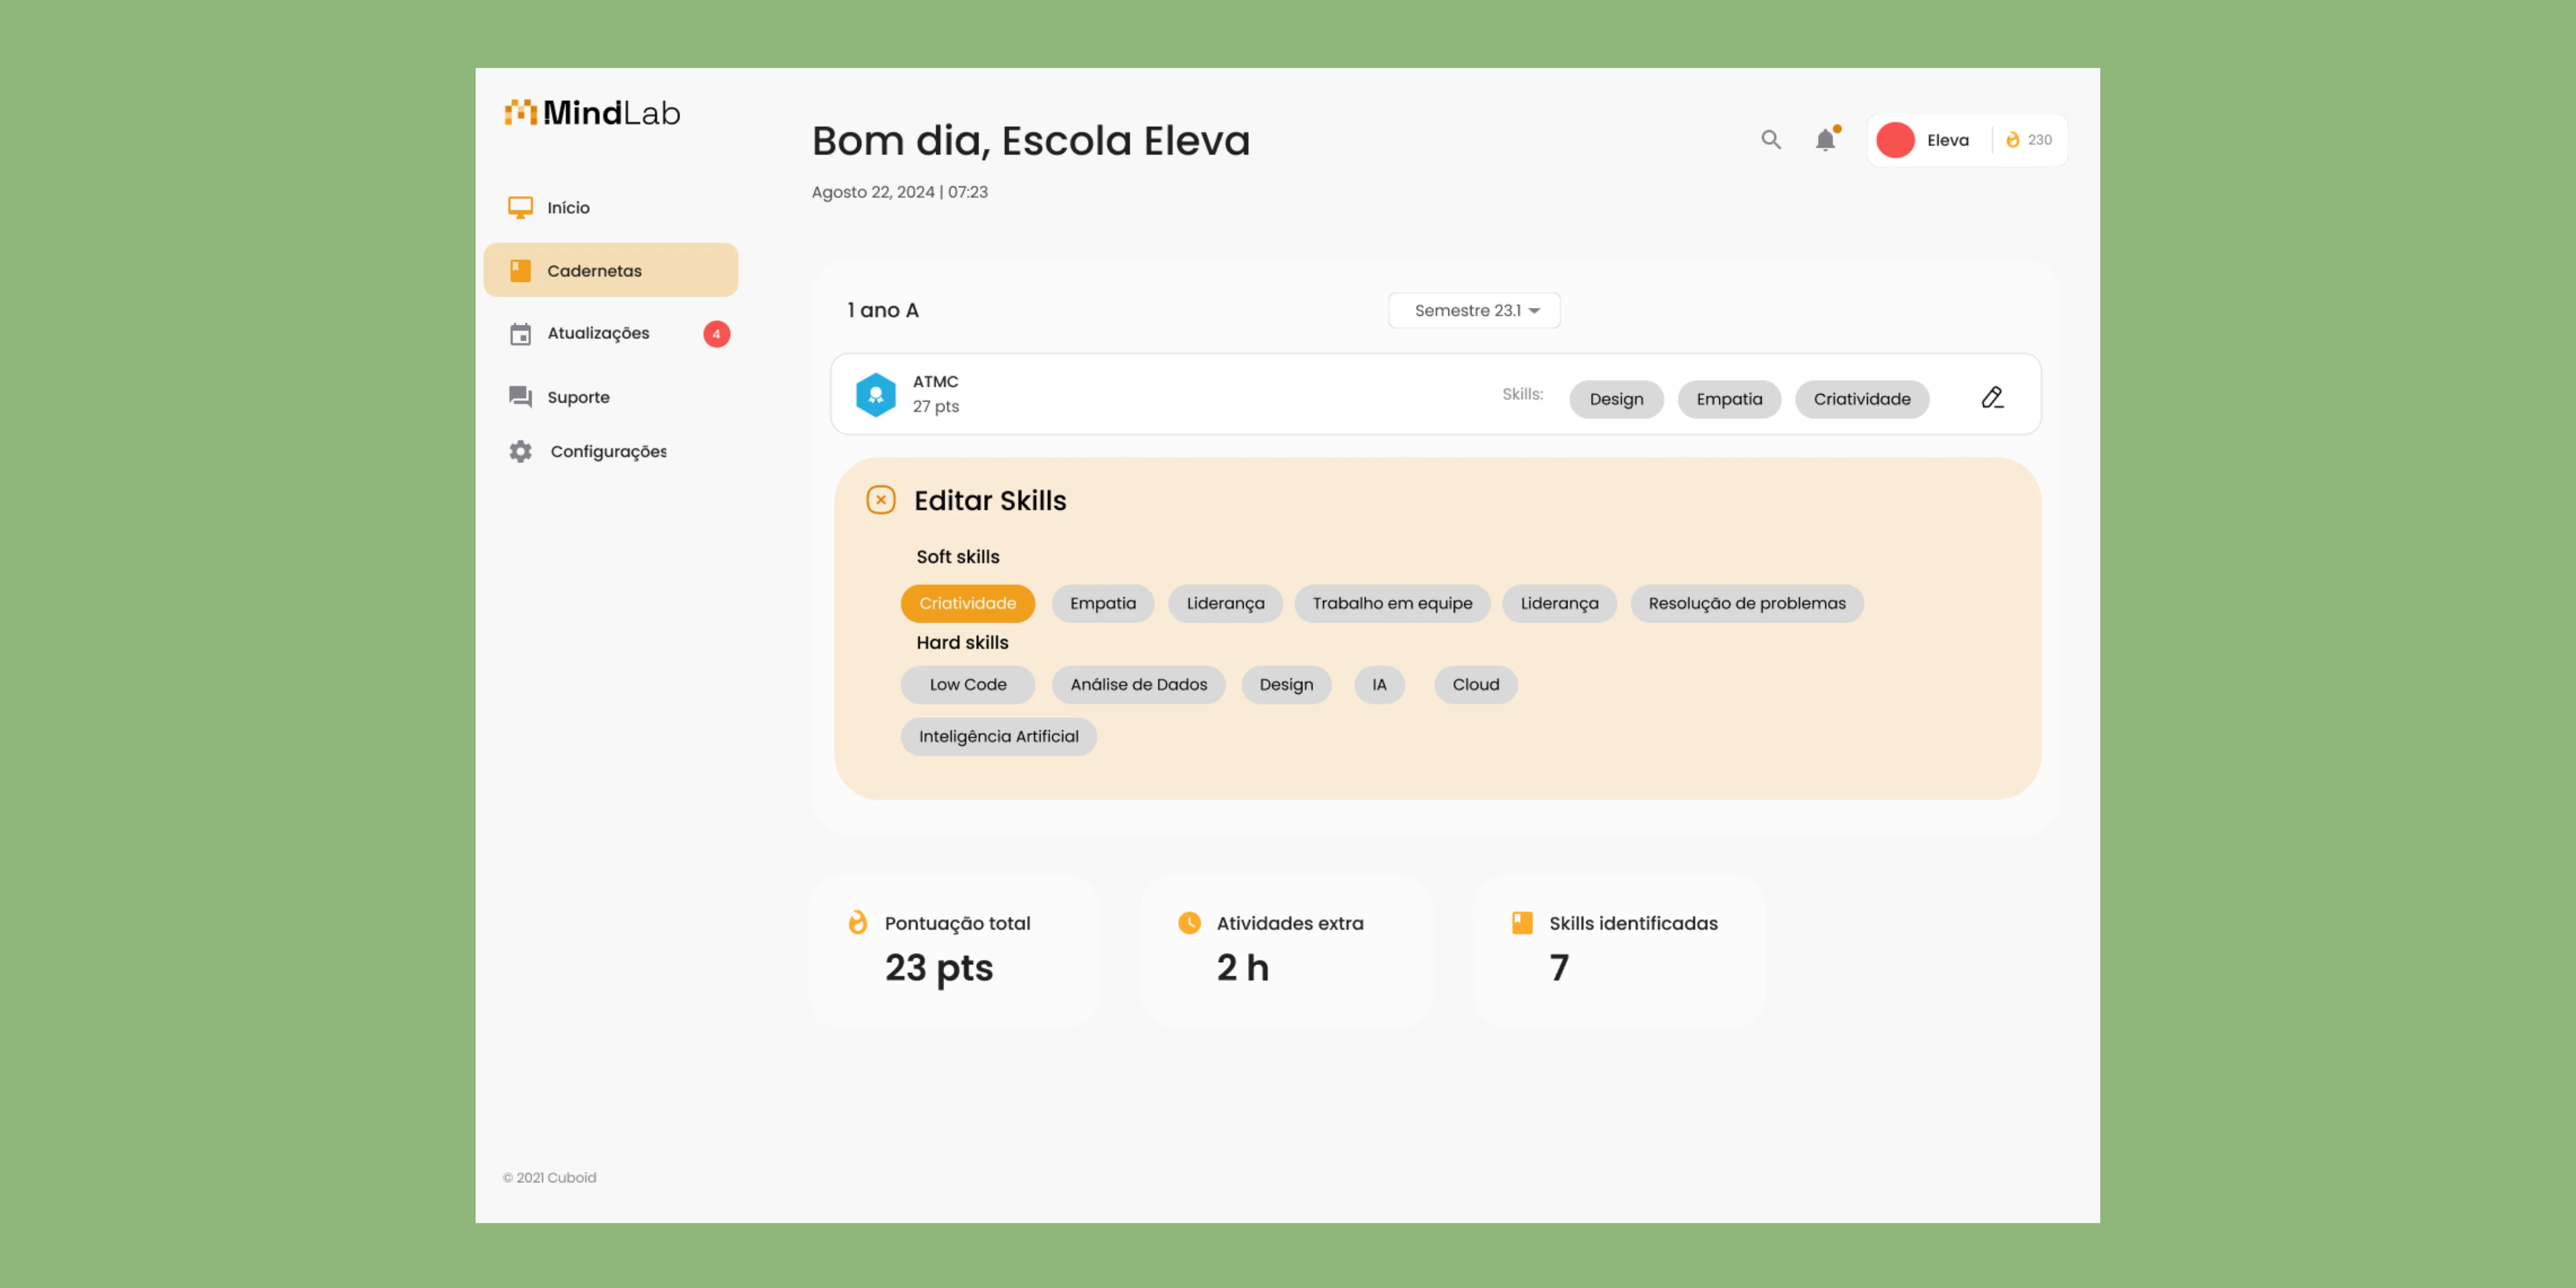 MindLab
Bom dia, Escola Eleva
Eleva
230
Agosto 22, 2024 | 07:23
Início
Cadernetas
Atualizações
4
Suporte
Configurações
1 ano A
Semestre 23.1
ATMC
27 pts
Skills:
Design
Empatia
Criatividade
Editar Skills
Soft skills
Criatividade
Empatia
Liderança
Trabalho em equipe
Liderança
Resolução de problemas
Hard skills
Low Code
Análise de Dados
Design
IA
Cloud
Inteligência Artificial
Pontuação total
23 pts
Atividades extra
2 h
Skills identificadas
7
© 2021 Cuboid